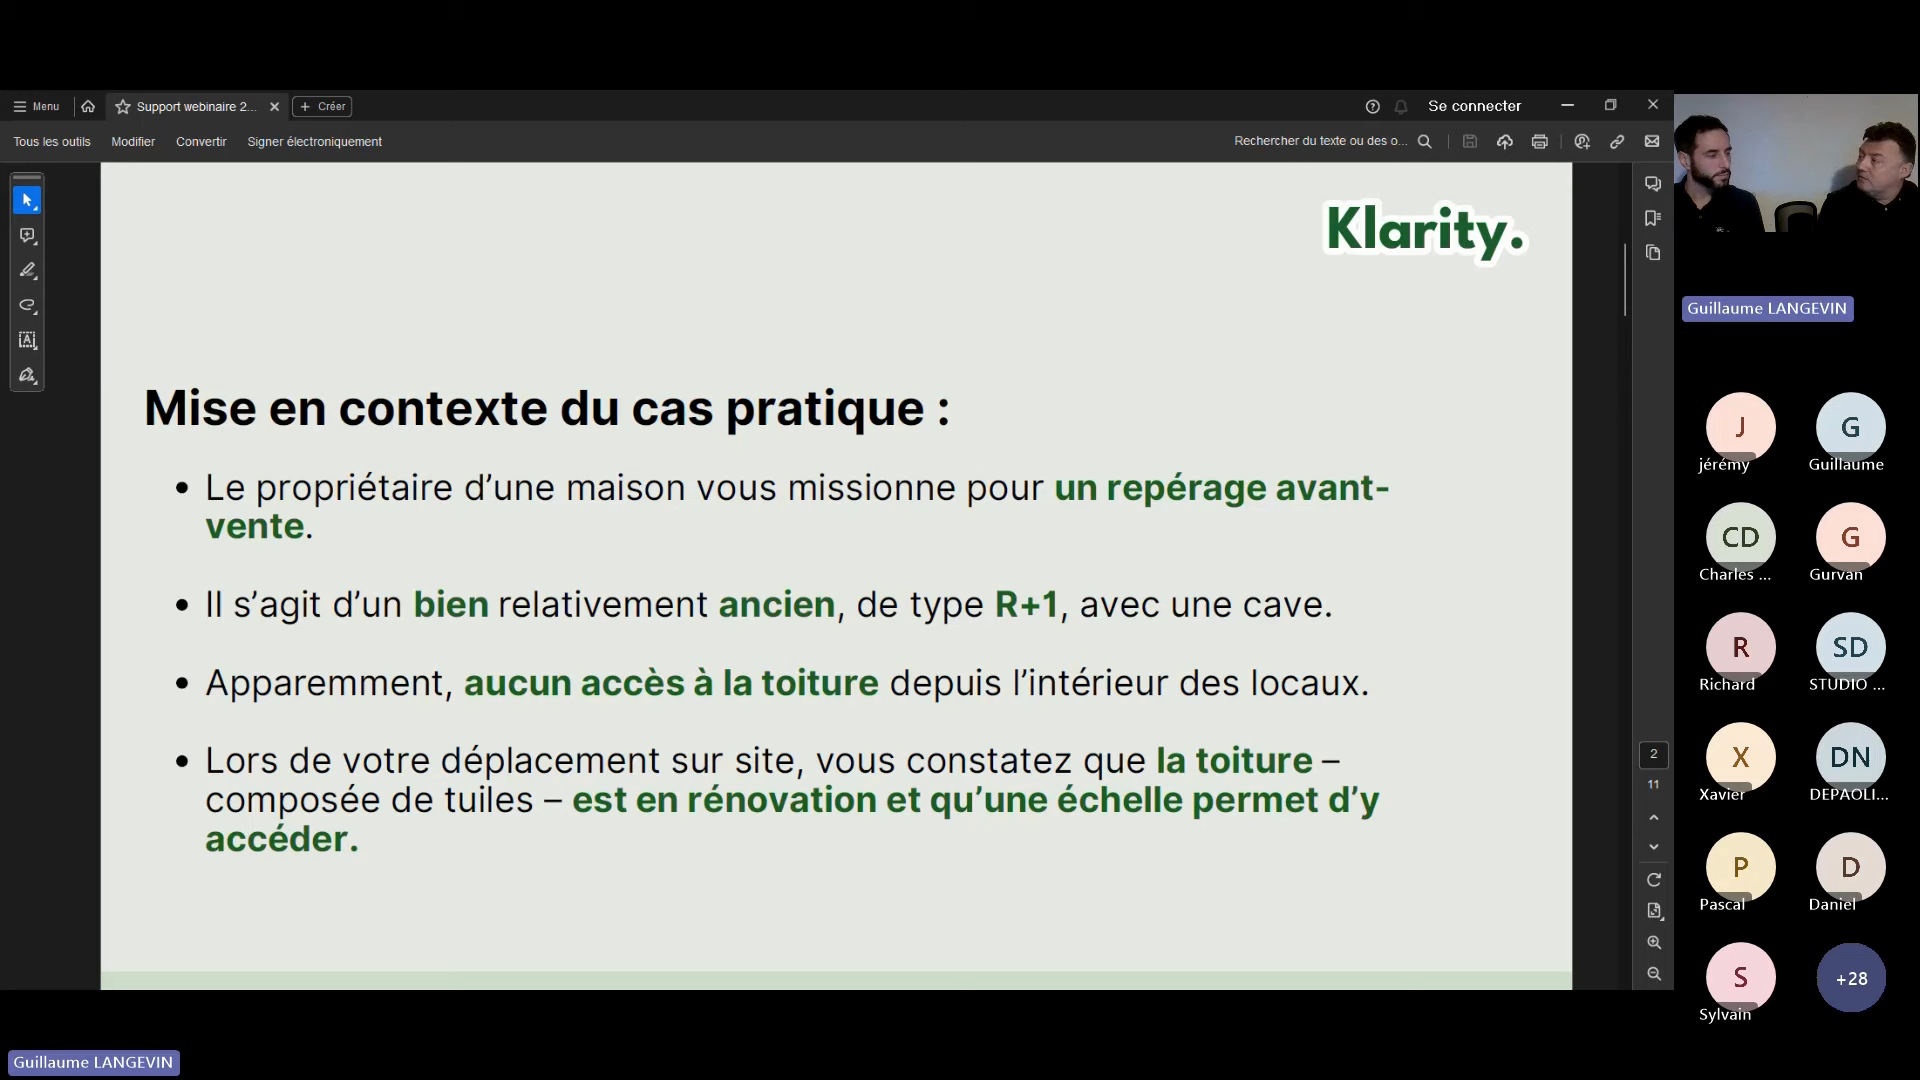 Menu
Support webinaire 2...
Créer
Se connecter
Tous les outils
Modifier
Convertir
Signer électroniquement
Rechercher du texte ou des o...
Klarity.
Mise en contexte du cas pratique :
• Le propriétaire d’une maison vous missionne pour un repérage avant-
vente.
• Il s’agit d’un bien relativement ancien, de type R+1, avec une cave.
• Apparemment, aucun accès à la toiture depuis l’intérieur des locaux.
• Lors de votre déplacement sur site, vous constatez que la toiture –
composée de tuiles – est en rénovation et qu’une échelle permet d’y
accéder.
2
11
Guillaume LANGEVIN
J
jérémy
G
Guillaume
CD
Charles ...
G
Gurvan
R
Richard
SD
STUDIO ...
X
Xavier
DN
DEPAOLI...
P
Pascal
D
Daniel
S
Sylvain
+28
Guillaume LANGEVIN